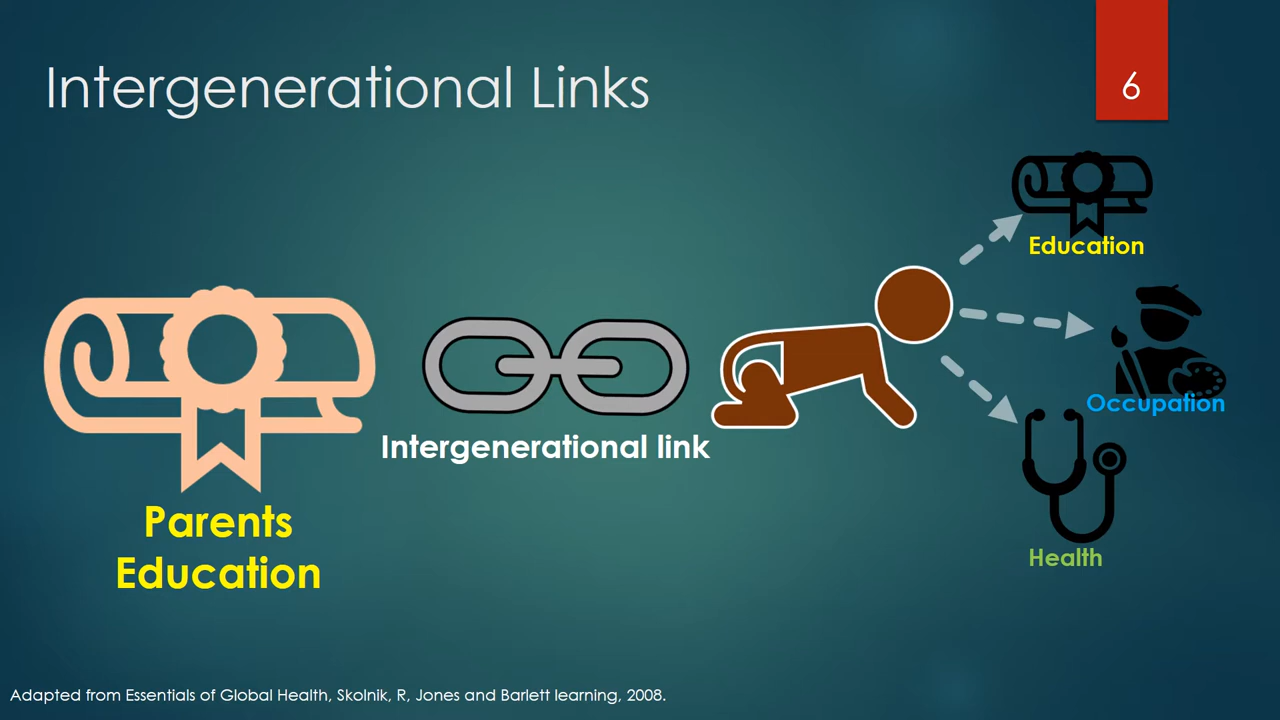 Intergenerational Links
6
Education
Occupation
Intergenerational link
Parents
Education
Health
Adapted from Essentials of Global Health, Skolnik, R, Jones and Barlett learning, 2008.